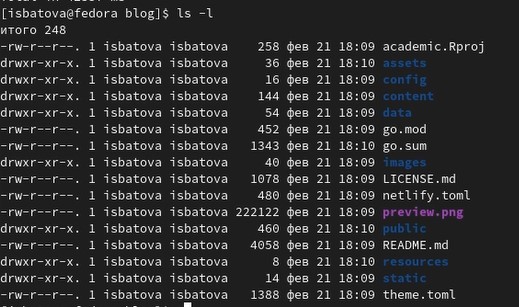 [isbatova@fedora blog]$ ls -l
итого 248
-rw-r--r--. 1 isbatova isbatova    258 фев 21 18:09 academic.Rproj
drwxr-xr-x. 1 isbatova isbatova     36 фев 21 18:10 assets
drwxr-xr-x. 1 isbatova isbatova     16 фев 21 18:09 config
drwxr-xr-x. 1 isbatova isbatova    144 фев 21 18:09 content
drwxr-xr-x. 1 isbatova isbatova     54 фев 21 18:09 data
-rw-r--r--. 1 isbatova isbatova    452 фев 21 18:09 go.mod
-rw-r--r--. 1 isbatova isbatova   1343 фев 21 18:10 go.sum
drwxr-xr-x. 1 isbatova isbatova     40 фев 21 18:09 images
-rw-r--r--. 1 isbatova isbatova   1078 фев 21 18:09 LICENSE.md
-rw-r--r--. 1 isbatova isbatova    480 фев 21 18:09 netlify.toml
-rw-r--r--. 1 isbatova isbatova 222122 фев 21 18:09 preview.png
drwxr-xr-x. 1 isbatova isbatova    460 фев 21 18:10 public
-rw-r--r--. 1 isbatova isbatova   4058 фев 21 18:09 README.md
drwxr-xr-x. 1 isbatova isbatova      8 фев 21 18:10 resources
drwxr-xr-x. 1 isbatova isbatova     14 фев 21 18:09 static
-rw-r--r--. 1 isbatova isbatova   1388 фев 21 18:09 theme.toml